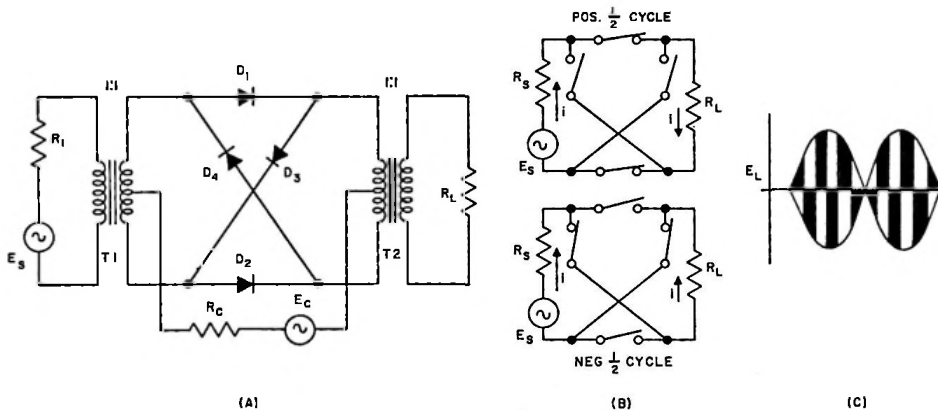 D1
R1
D4
D3
RL
ES
T1
T2
D2
RC
EC
(A)
POS. 1/2 CYCLE
RS
i
i
RL
ES
RS
i
i
RL
ES
NEG 1/2 CYCLE
(B)
EL
(C)